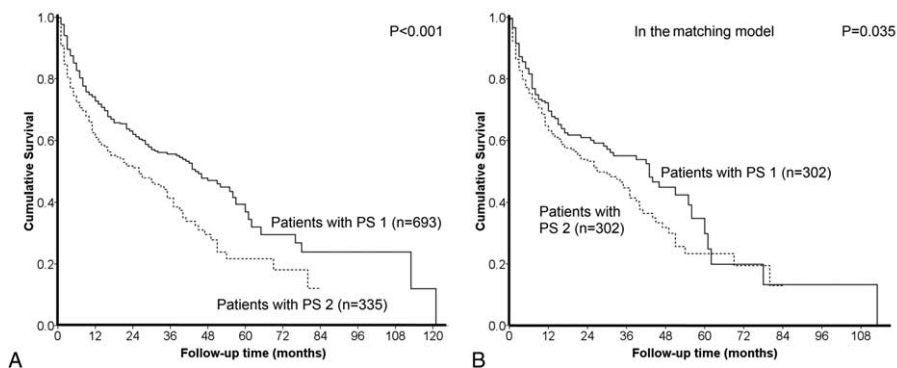 P<0.001
1.0
0.8
0.6
0.4
0.2
0.0
Cumulative Survival
Patients with PS 1 (n=693)
Patients with PS 2 (n=335)
0 12 24 36 48 60 72 84 96 108 120
Follow-up time (months)
A
In the matching model
P=0.035
1.0
0.8
0.6
0.4
0.2
0.0
Cumulative Survival
Patients with PS 1 (n=302)
Patients with
PS 2 (n=302)
0 12 24 36 48 60 72 84 96 108
Follow-up time (months)
B